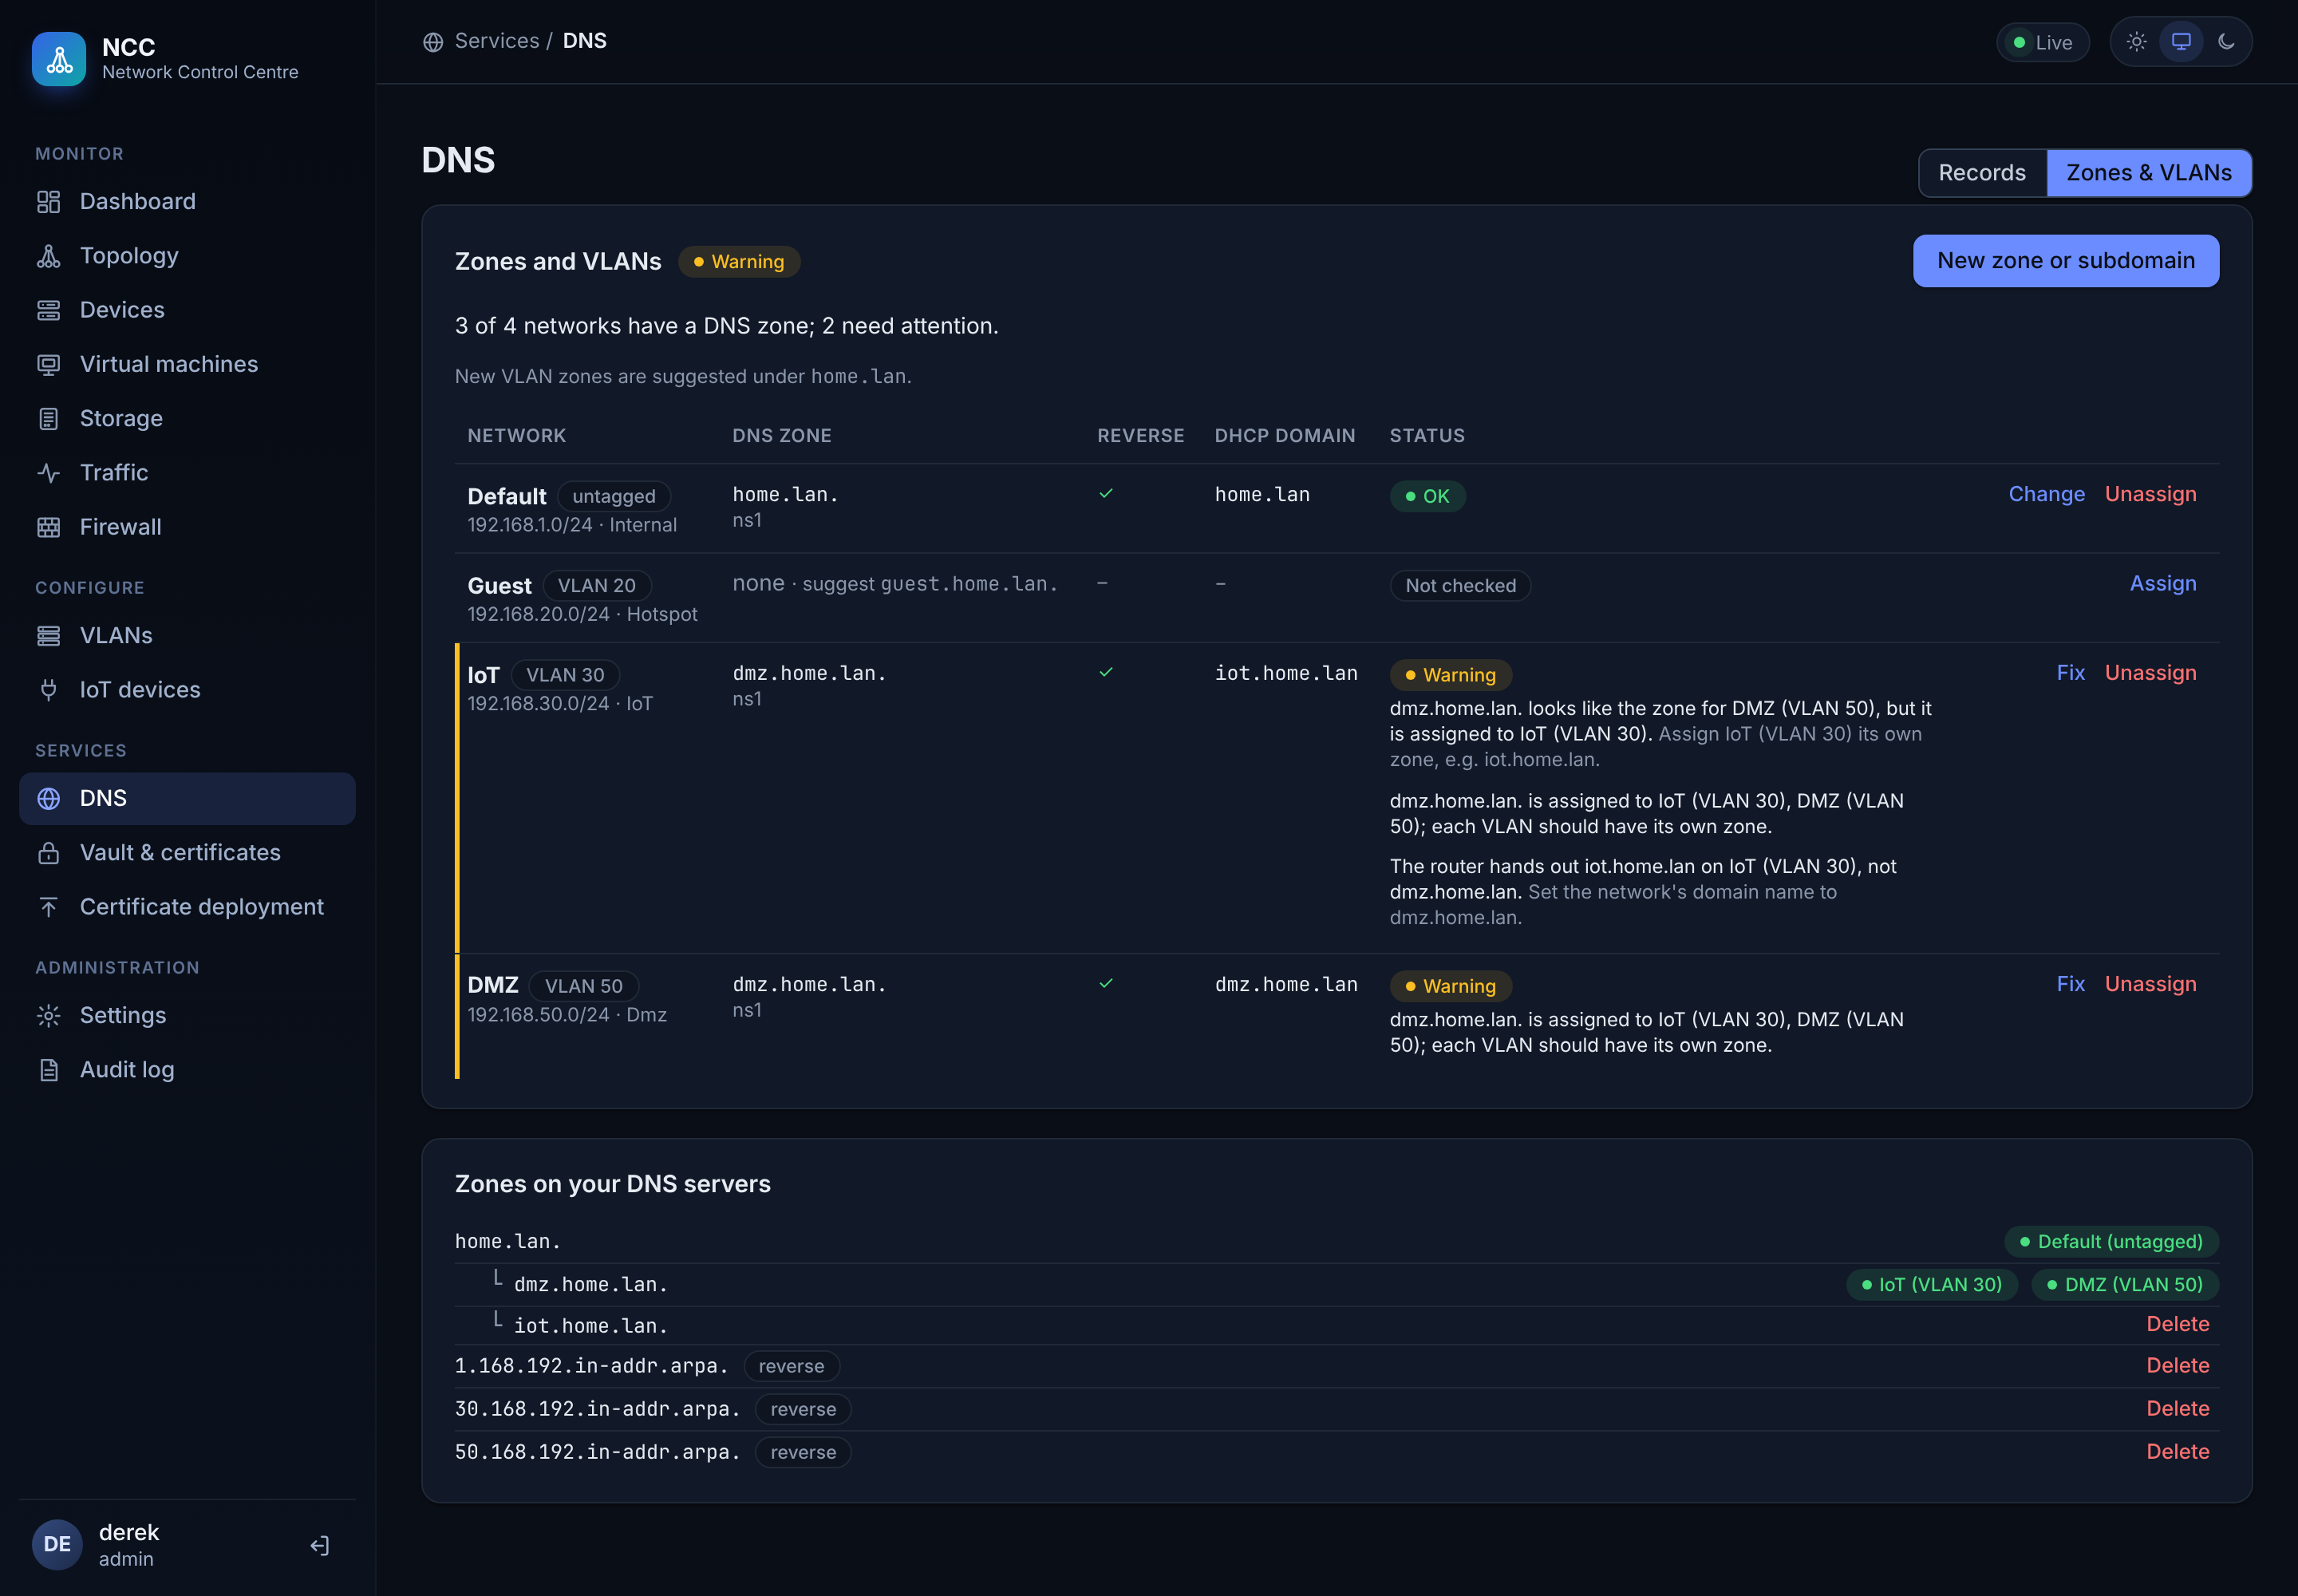 NCC
Network Control Centre
MONITOR
Dashboard
Topology
Devices
Virtual machines
Storage
Traffic
Firewall
CONFIGURE
VLANs
IoT devices
SERVICES
DNS
Vault & certificates
Certificate deployment
ADMINISTRATION
Settings
Audit log
DE
derek
admin
Services / DNS
Live
DNS
Records
Zones & VLANs
Zones and VLANs
Warning
New zone or subdomain
3 of 4 networks have a DNS zone; 2 need attention.
New VLAN zones are suggested under home.lan.
NETWORK DNS ZONE REVERSE DHCP DOMAIN STATUS
Default untagged
192.168.1.0/24 · Internal
home.lan.
ns1
home.lan
OK
Change Unassign
Guest VLAN 20
192.168.20.0/24 · Hotspot
none · suggest guest.home.lan.
–
–
Not checked
Assign
IoT VLAN 30
192.168.30.0/24 · IoT
dmz.home.lan.
ns1
iot.home.lan
Warning
dmz.home.lan. looks like the zone for DMZ (VLAN 50), but it
is assigned to IoT (VLAN 30). Assign IoT (VLAN 30) its own
zone, e.g. iot.home.lan.
dmz.home.lan. is assigned to IoT (VLAN 30), DMZ (VLAN
50); each VLAN should have its own zone.
The router hands out iot.home.lan on IoT (VLAN 30), not
dmz.home.lan. Set the network's domain name to
dmz.home.lan.
Fix Unassign
DMZ VLAN 50
192.168.50.0/24 · Dmz
dmz.home.lan.
ns1
dmz.home.lan
Warning
dmz.home.lan. is assigned to IoT (VLAN 30), DMZ (VLAN
50); each VLAN should have its own zone.
Fix Unassign
Zones on your DNS servers
home.lan. Default (untagged)
└ dmz.home.lan. IoT (VLAN 30) DMZ (VLAN 50)
└ iot.home.lan. Delete
1.168.192.in-addr.arpa. reverse Delete
30.168.192.in-addr.arpa. reverse Delete
50.168.192.in-addr.arpa. reverse Delete